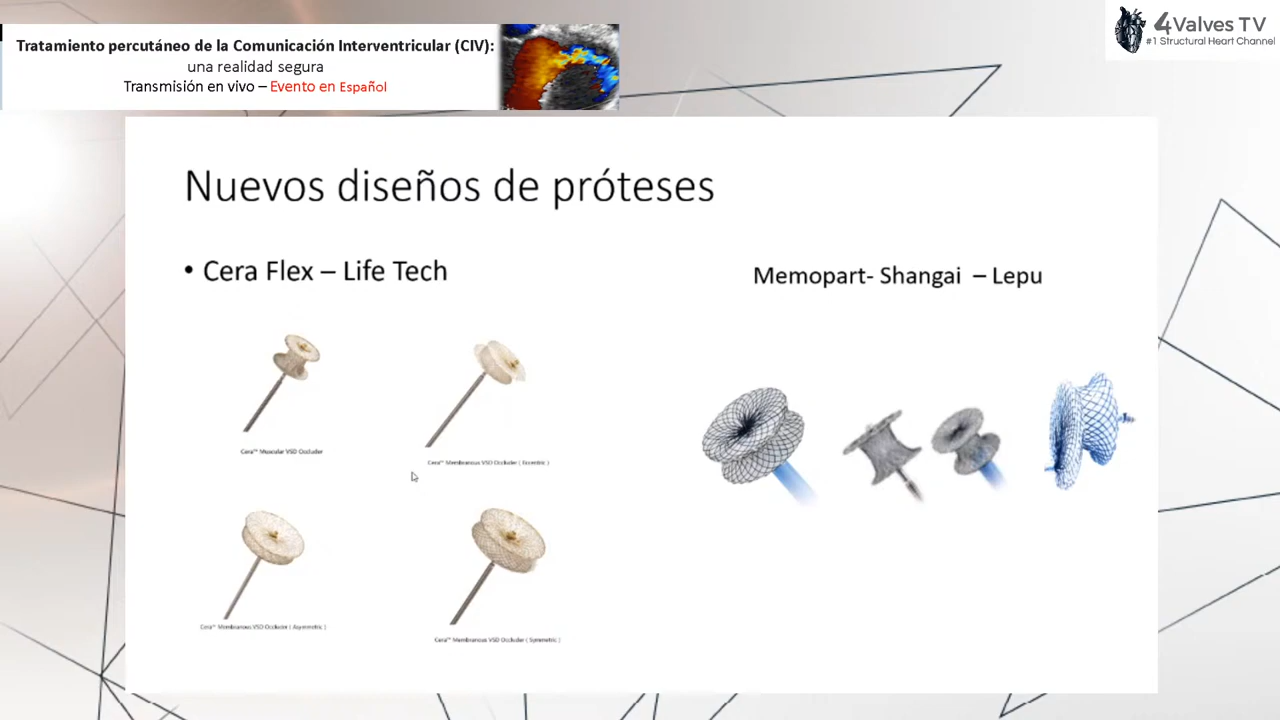 Tratamiento percutáneo de la Comunicación Interventricular (CIV):
una realidad segura
Transmisión en vivo – Evento en Español
4Valves TV
#1 Structural Heart Channel
Nuevos diseños de próteses
• Cera Flex – Life Tech
Memopart- Shangai – Lepu
Cera™ Muscular VSD Occluder
Cera™ Membranous VSD Occluder ( Eccentric )
Cera™ Membranous VSD Occluder ( Asymmetric )
Cera™ Membranous VSD Occluder ( Symmetric )